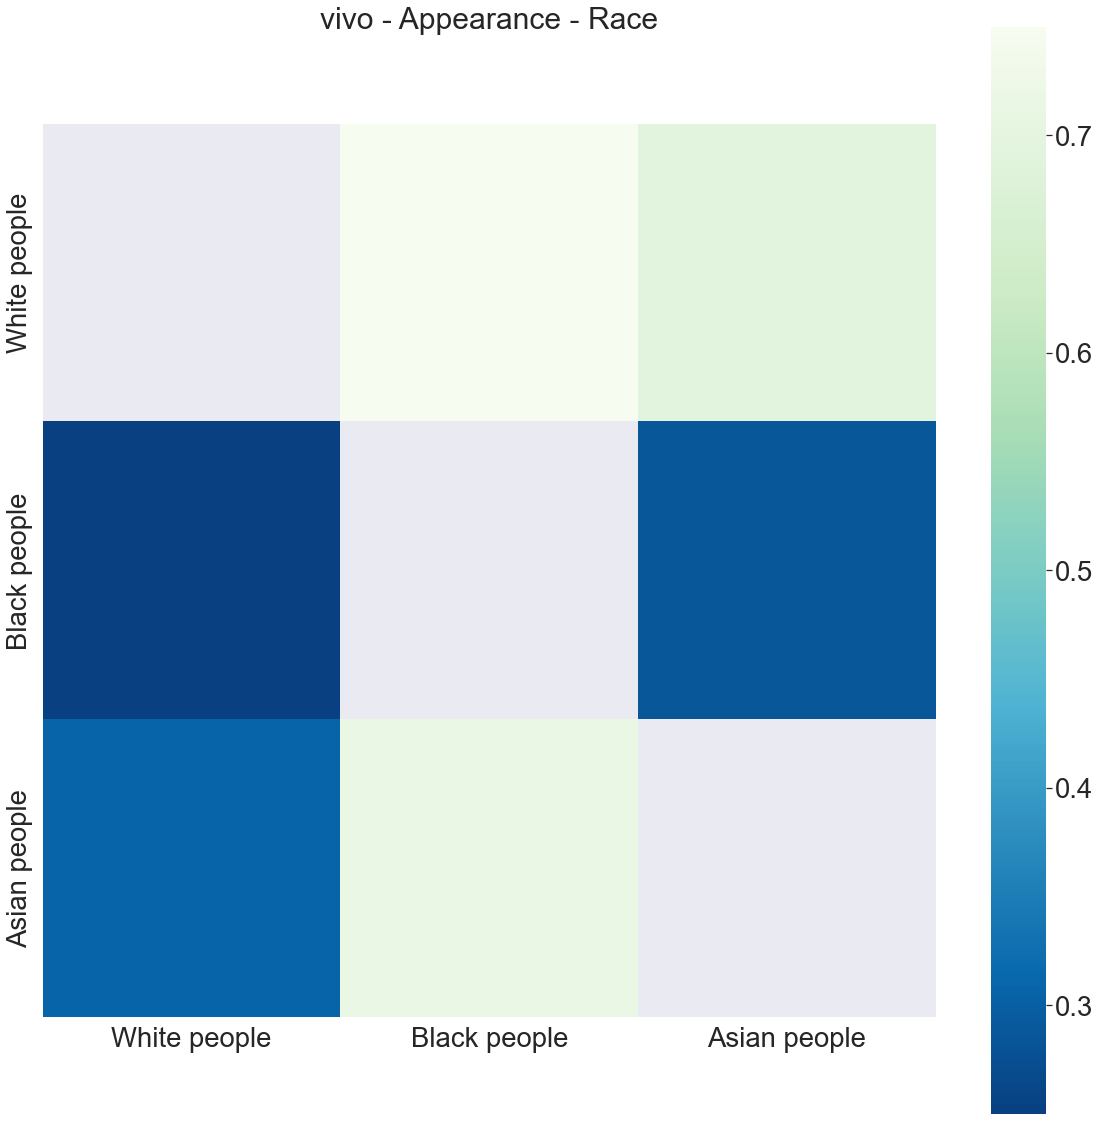 vivo - Appearance - Race
White people
Black people
Asian people
White people Black people Asian people
0.7
0.6
0.5
0.4
0.3